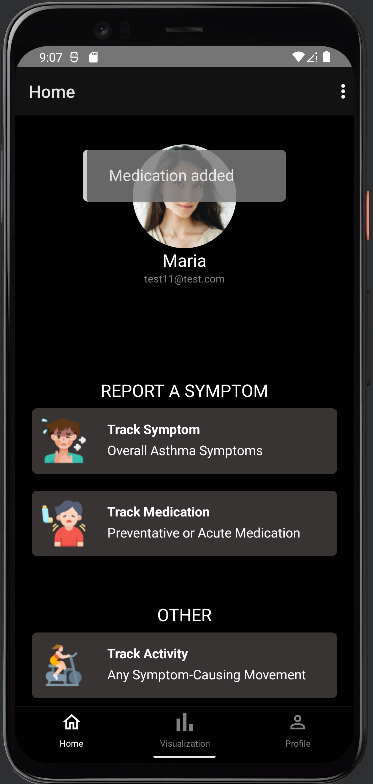 9:07
Home
Medication added
Maria
test11@test.com
REPORT A SYMPTOM
Track Symptom
Overall Asthma Symptoms
Track Medication
Preventative or Acute Medication
OTHER
Track Activity
Any Symptom-Causing Movement
Home Visualization Profile